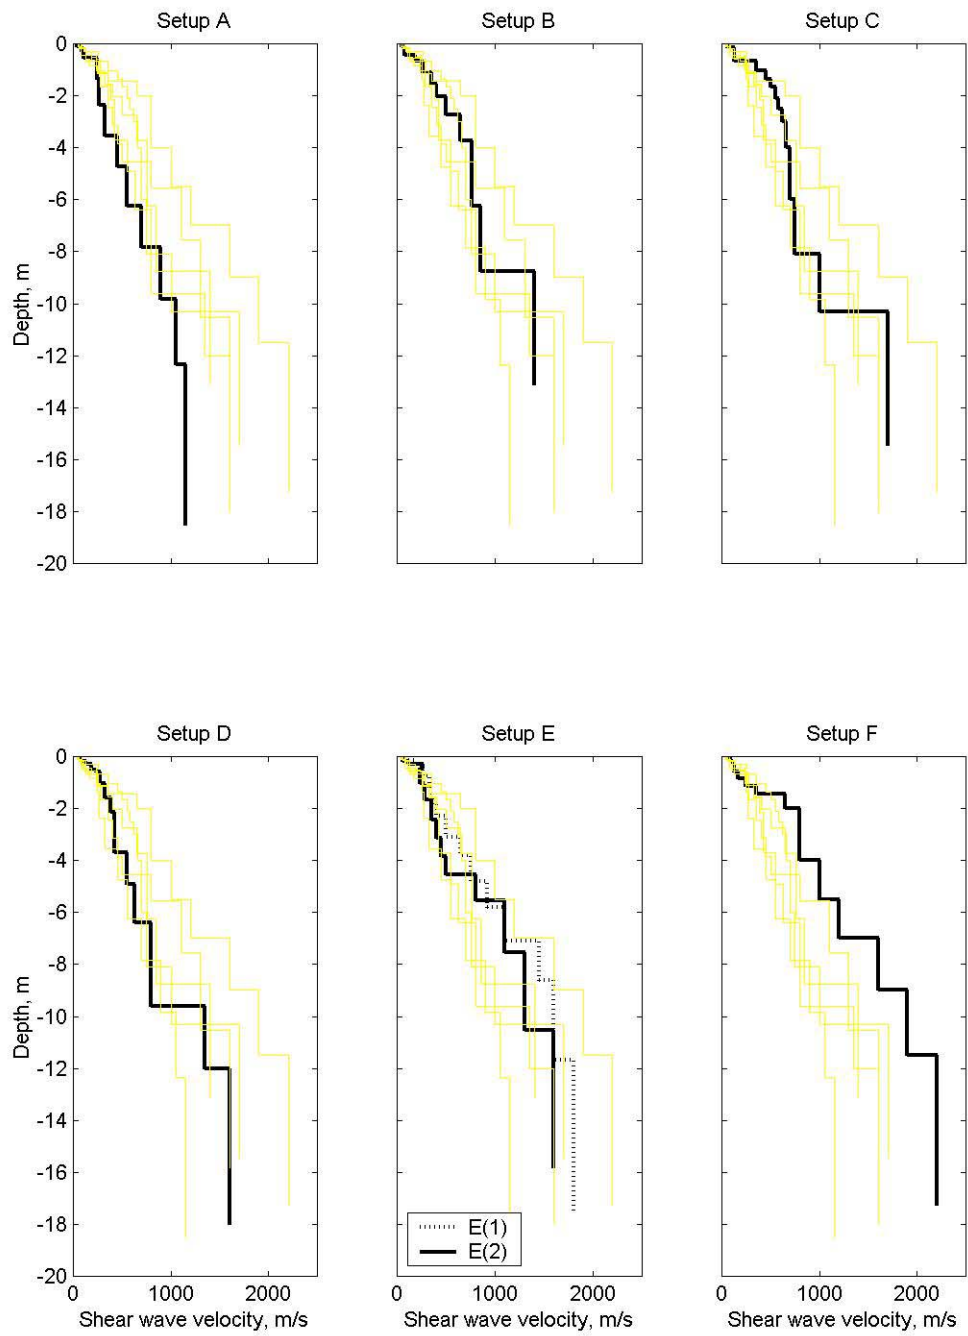 Setup A
Setup B
Setup C
0
-2
-4
-6
-8
-10
-12
-14
-16
-18
-20
Depth, m
Setup D
Setup E
Setup F
0
-2
-4
-6
-8
-10
-12
-14
-16
-18
-20
Depth, m
E(1)
E(2)
0 1000 2000
0 1000 2000
0 1000 2000
Shear wave velocity, m/s
Shear wave velocity, m/s
Shear wave velocity, m/s